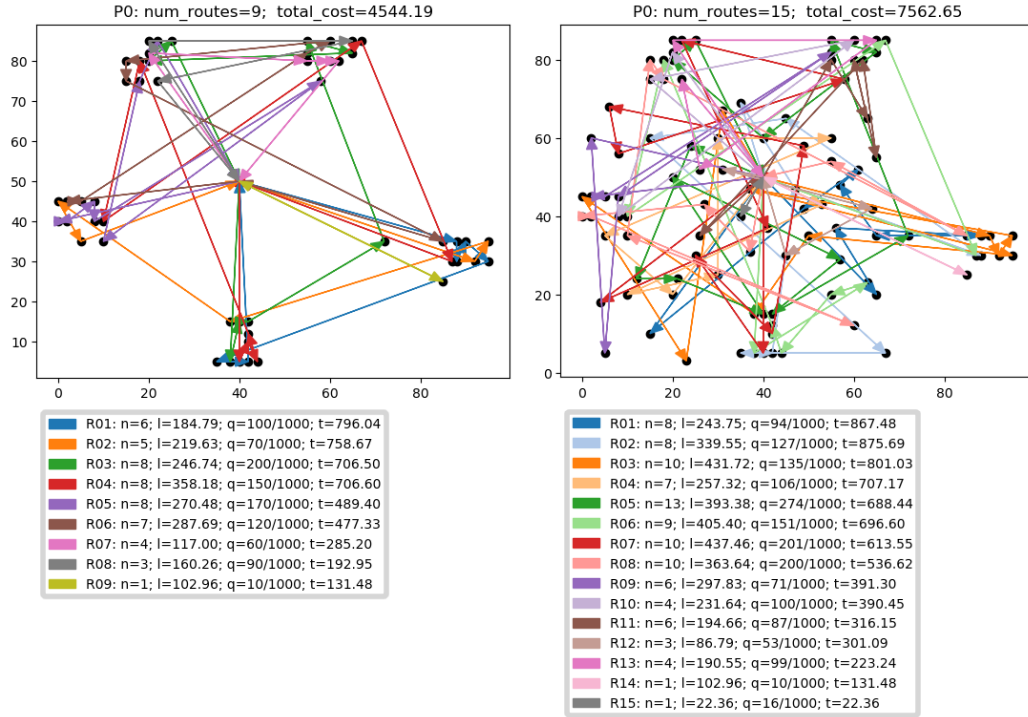 P0: num_routes=9;  total_cost=4544.19
80
70
60
50
40
30
20
10
0
20
40
60
80
R01: n=6; l=184.79; q=100/1000; t=796.04
R02: n=5; l=219.63; q=70/1000; t=758.67
R03: n=8; l=246.74; q=200/1000; t=706.50
R04: n=8; l=358.18; q=150/1000; t=706.60
R05: n=8; l=270.48; q=170/1000; t=489.40
R06: n=7; l=287.69; q=120/1000; t=477.33
R07: n=4; l=117.00; q=60/1000; t=285.20
R08: n=3; l=160.26; q=90/1000; t=192.95
R09: n=1; l=102.96; q=10/1000; t=131.48
P0: num_routes=15;  total_cost=7562.65
80
60
40
20
0
0
20
40
60
80
R01: n=8; l=243.75; q=94/1000; t=867.48
R02: n=8; l=339.55; q=127/1000; t=875.69
R03: n=10; l=431.72; q=135/1000; t=801.03
R04: n=7; l=257.32; q=106/1000; t=707.17
R05: n=13; l=393.38; q=274/1000; t=688.44
R06: n=9; l=405.40; q=151/1000; t=696.60
R07: n=10; l=437.46; q=201/1000; t=613.55
R08: n=10; l=363.64; q=200/1000; t=536.62
R09: n=6; l=297.83; q=71/1000; t=391.30
R10: n=4; l=231.64; q=100/1000; t=390.45
R11: n=6; l=194.66; q=87/1000; t=316.15
R12: n=3; l=86.79; q=53/1000; t=301.09
R13: n=4; l=190.55; q=99/1000; t=223.24
R14: n=1; l=102.96; q=10/1000; t=131.48
R15: n=1; l=22.36; q=16/1000; t=22.36